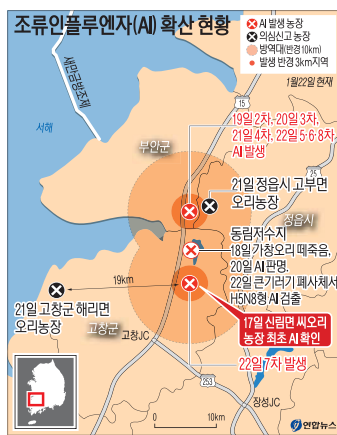 조류인플루엔자(AI) 확산 현황
AI 발생 농장
의심신고 농장
방역대(반경10km)
발생 반경 3km지역
1월22일 현재
새만금방조제
서해
부안군
15
19일 2차·20일 3차,
21일 4차, 22일 5·6·8차
AI 발생
21일 정읍시 고부면
오리농장
정읍시
동림저수지
18일 가창오리 떼죽음,
20일 AI 판명.
22일 큰기러기 폐사체서
H5N8형 AI 검출
25
19km
21일 고창군 해리면
오리농장
고창군
고창JC
17일 신림면 씨오리
농장 최초 AI 확인
22일 7차 발생
15
253
장성JC
0
10km
연합뉴스